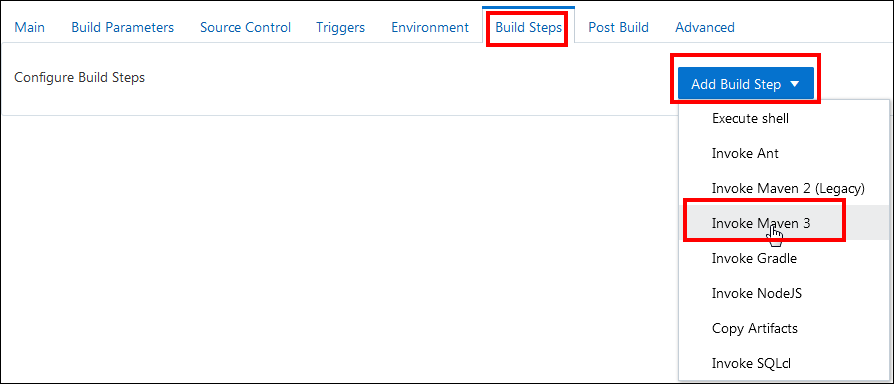 Main Build Parameters Source Control Triggers Environment Build Steps Post Build Advanced
Configure Build Steps
Add Build Step
Execute shell
Invoke Ant
Invoke Maven 2 (Legacy)
Invoke Maven 3
Invoke Gradle
Invoke NodeJS
Copy Artifacts
Invoke SQLcl